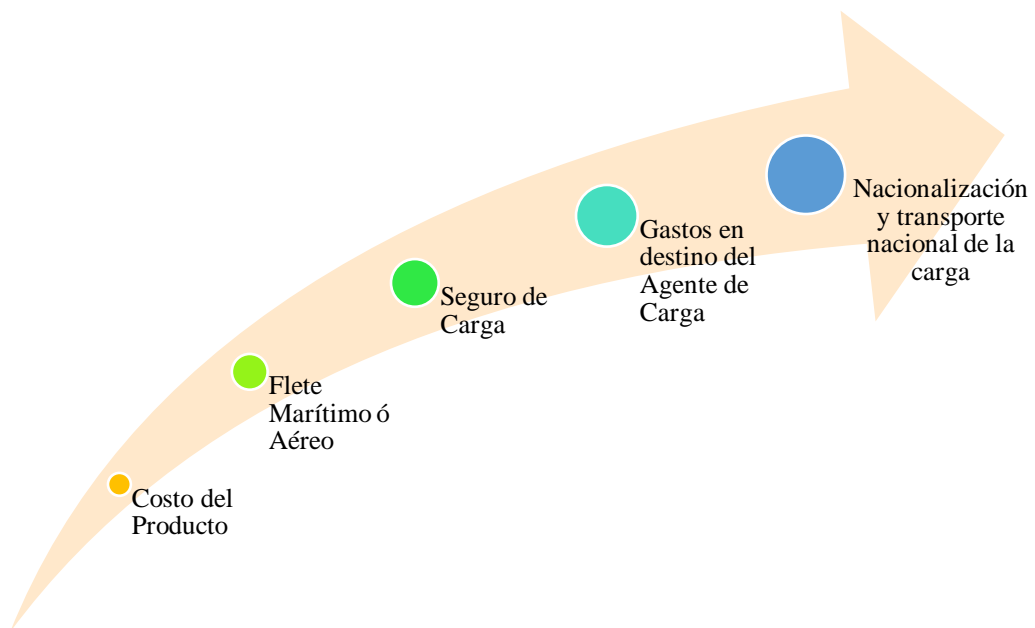 Costo del
Producto
Flete
Marítimo ó
Aéreo
Seguro de
Carga
Gastos en
destino del
Agente de
Carga
Nacionalización
y transporte
nacional de la
carga